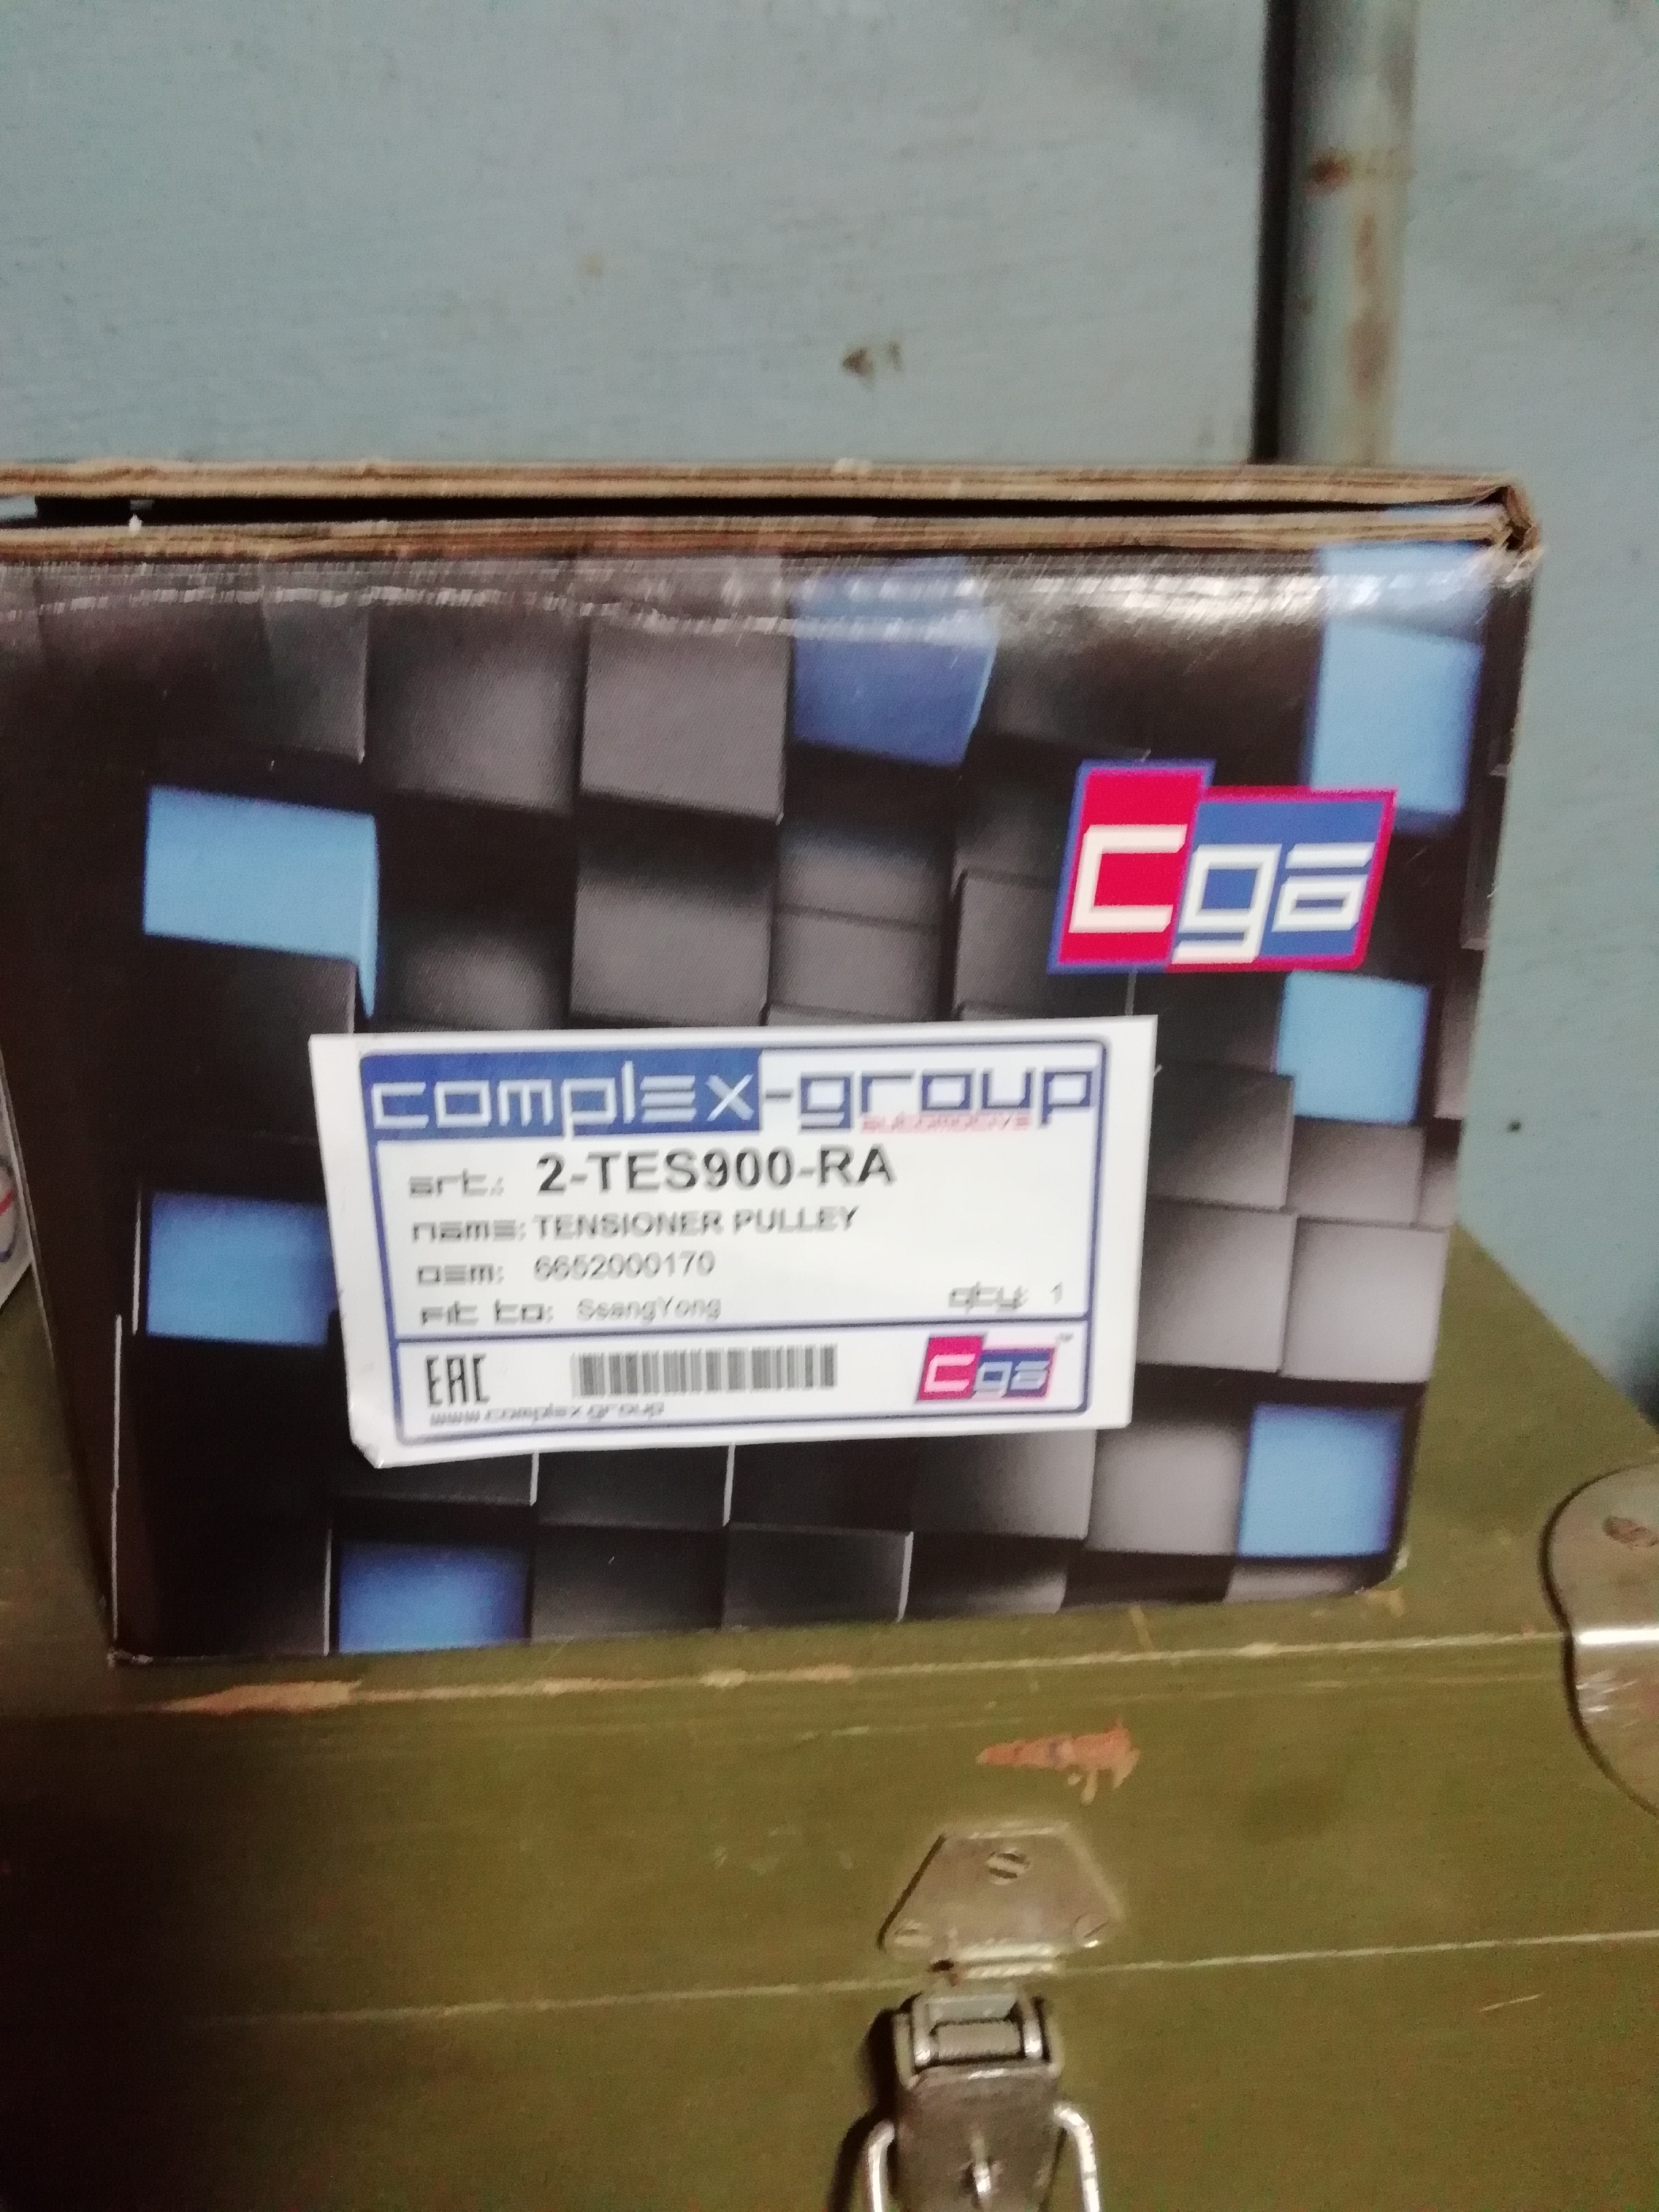 cga
complex-group
automotive
art.: 2-TES900-RA
name: TENSIONER PULLEY
oem: 6652000170
fit to: SsangYong
qty: 1
EAC
cga
www.complex.group